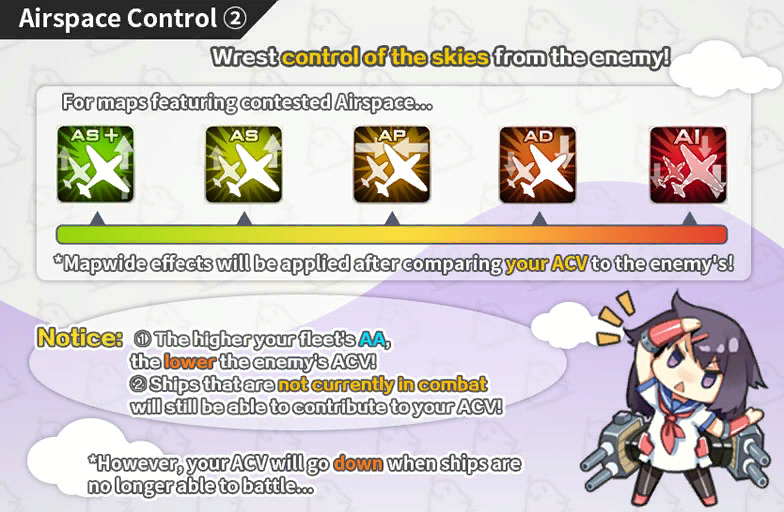 Airspace Control ②
Wrest control of the skies from the enemy!
For maps featuring contested Airspace...
AS+ AS AP AD AI
*Mapwide effects will be applied after comparing your ACV to the enemy's!
Notice: ① The higher your fleet's AA,
the lower the enemy's ACV!
② Ships that are not currently in combat
will still be able to contribute to your ACV!
*However, your ACV will go down when ships are
no longer able to battle...